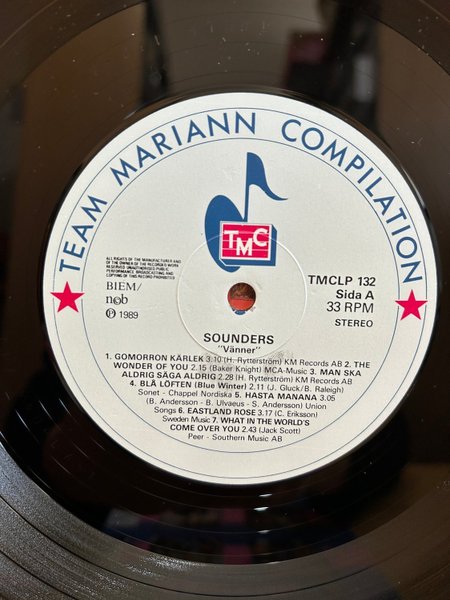 TEAM MARIANN COMPILATION
TMC
ALL RIGHTS OF THE MANUFACTURER AND
OF THE OWNER OF THE RECORDED WORK
RESERVED UNAUTHORISED PUBLIC
PERFORMANCE, BROADCASTING AND
COPYING OF THIS RECORD PROHIBITED
BIEM/
ncb
Ⓟ 1989
TMCLP 132
Sida A
33 RPM
STEREO
SOUNDERS
"Vänner"
1. GOMORRON KÄRLEK 3.10 (H. Rytterström) KM Records AB 2. THE
WONDER OF YOU 2.15 (Baker Knight) MCA-Music 3. MAN SKA
ALDRIG SÄGA ALDRIG 2.28 (H. Rytterström) KM Records AB
4. BLÅ LÖFTEN (Blue Winter) 2.11 (J. Gluck/B. Raleigh)
Sonet - Chappel Nordiska 5. HASTA MANANA 3.05
(B. Andersson - B. Ulvaeus - S. Andersson) Union
Songs 6. EASTLAND ROSE 3.17 (C. Eriksson)
Sweden Music 7. WHAT IN THE WORLD'S
COME OVER YOU 2.43 (Jack Scott)
Peer - Southern Music AB